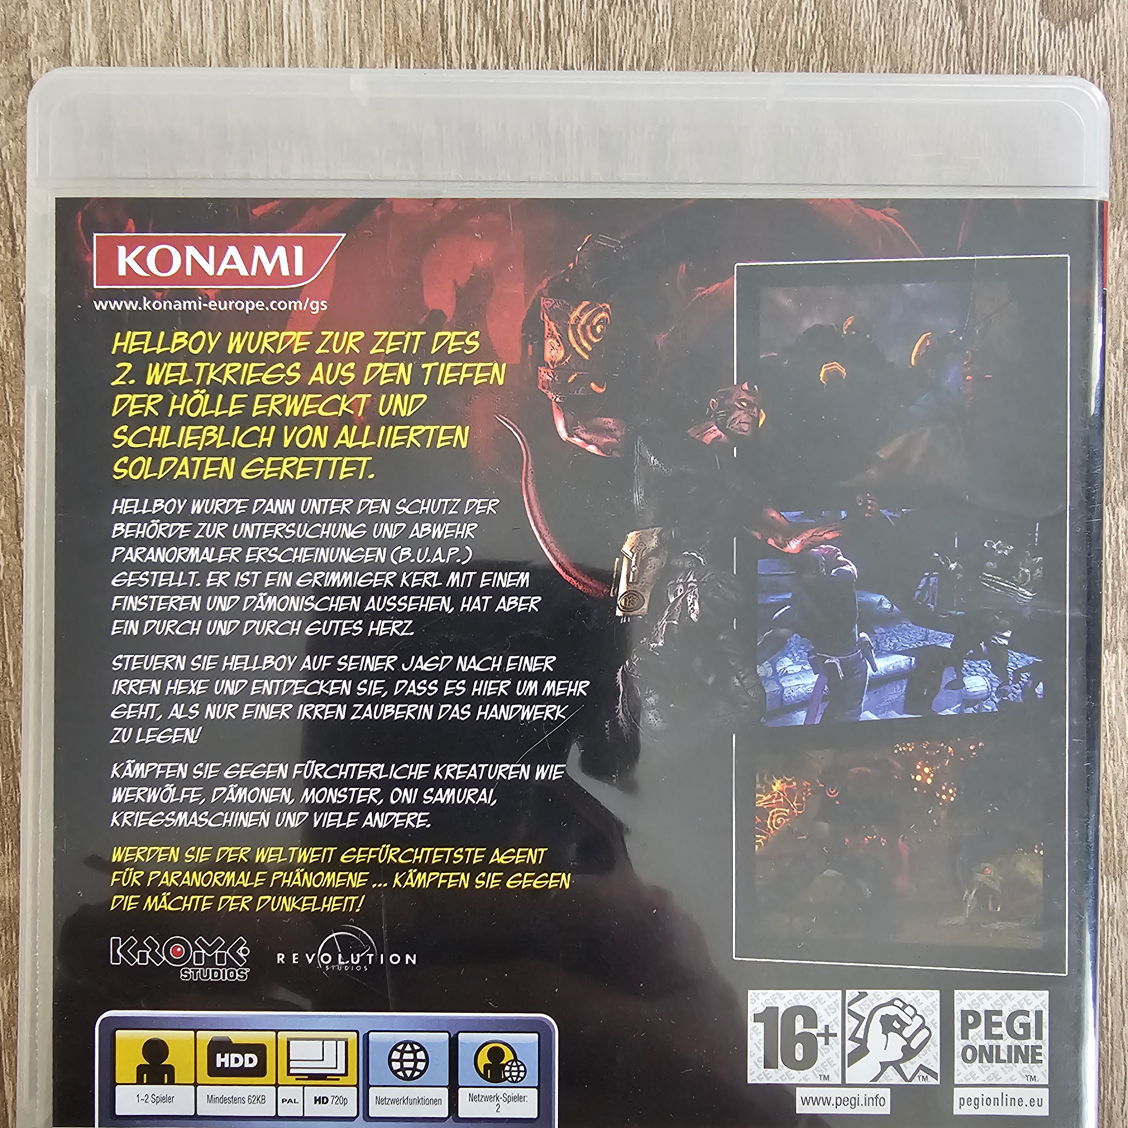 KONAMI
www.konami-europe.com/gs
HELLBOY WURDE ZUR ZEIT DES
2. WELTKRIEGS AUS DEN TIEFEN
DER HÖLLE ERWECKT UND
SCHLIEßLICH VON ALLIIERTEN
SOLDATEN GERETTET.
HELLBOY WURDE DANN UNTER DEN SCHUTZ DER
BEHÖRDE ZUR UNTERSUCHUNG UND ABWEHR
PARANORMALER ERSCHEINUNGEN (B.U.A.P.)
GESTELLT. ER IST EIN GRIMMIGER KERL MIT EINEM
FINSTEREN UND DÄMONISCHEN AUSSEHEN, HAT ABER
EIN DURCH UND DURCH GUTES HERZ.
STEUERN SIE HELLBOY AUF SEINER JAGD NACH EINER
IRREN HEXE UND ENTDECKEN SIE, DASS ES HIER UM MEHR
GEHT, ALS NUR EINER IRREN ZAUBERIN DAS HANDWERK
ZU LEGEN!
KÄMPFEN SIE GEGEN FÜRCHTERLICHE KREATUREN WIE
WERWÖLFE, DÄMONEN, MONSTER, ONI SAMURAI,
KRIEGSMASCHINEN UND VIELE ANDERE.
WERDEN SIE DER WELTWEIT GEFÜRCHTETSTE AGENT
FÜR PARANORMALE PHÄNOMENE ... KÄMPFEN SIE GEGEN
DIE MÄCHTE DER DUNKELHEIT!
KROME
STUDIOS
REVOLUTION
STUDIOS
HDD
1-2 Spieler
Mindestens 62KB
PAL
HD 720p
Netzwerkfunktionen
Netzwerk-Spieler:
2
16+
TM
TM
www.pegi.info
PEGI
ONLINE
TM
pegionline.eu